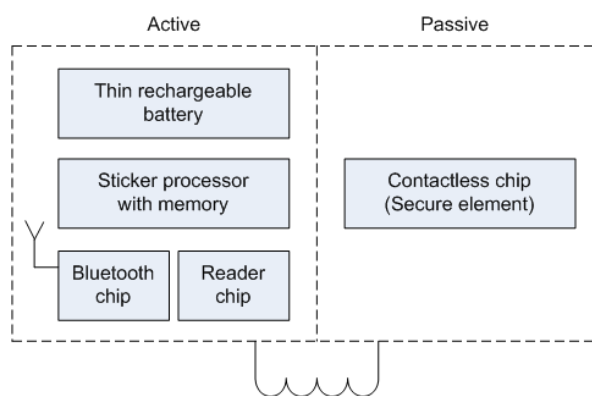 Active
Passive
Thin rechargeable
battery
Sticker processor
with memory
Contactless chip
(Secure element)
Bluetooth
chip
Reader
chip